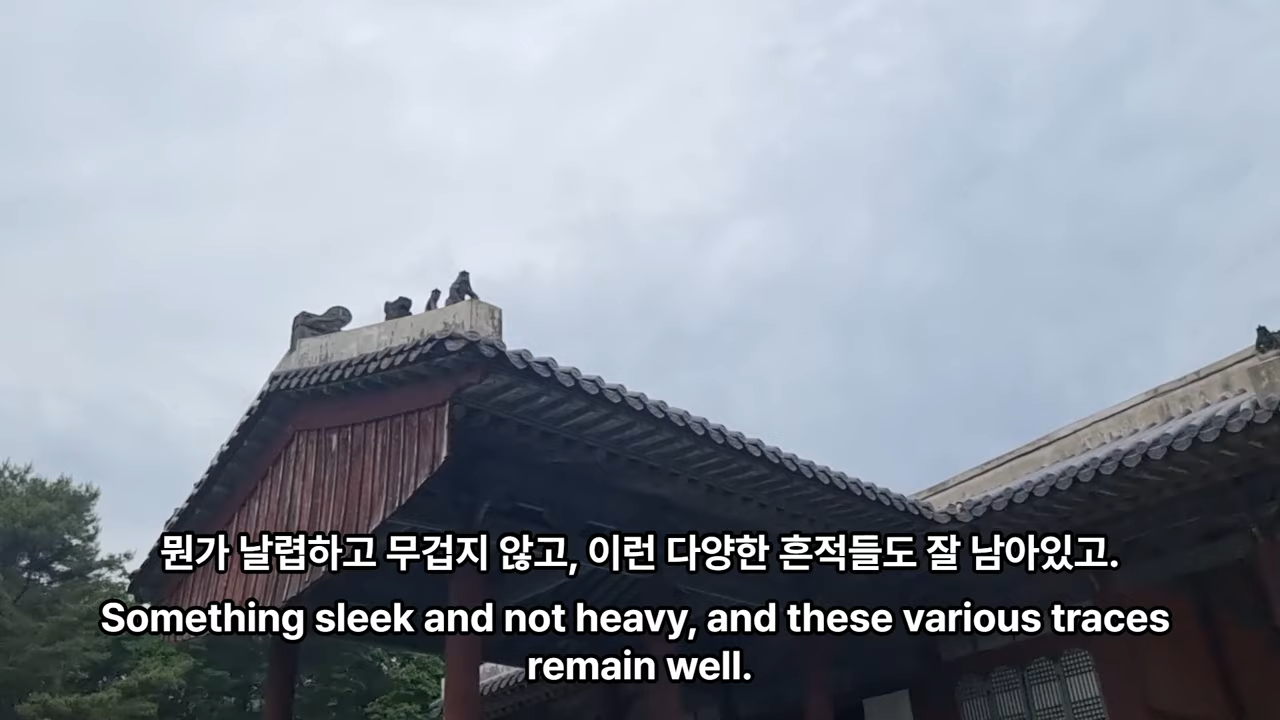 뭔가 날렵하고 무겁지 않고, 이런 다양한 흔적들도 잘 남아있고.
Something sleek and not heavy, and these various traces
remain well.